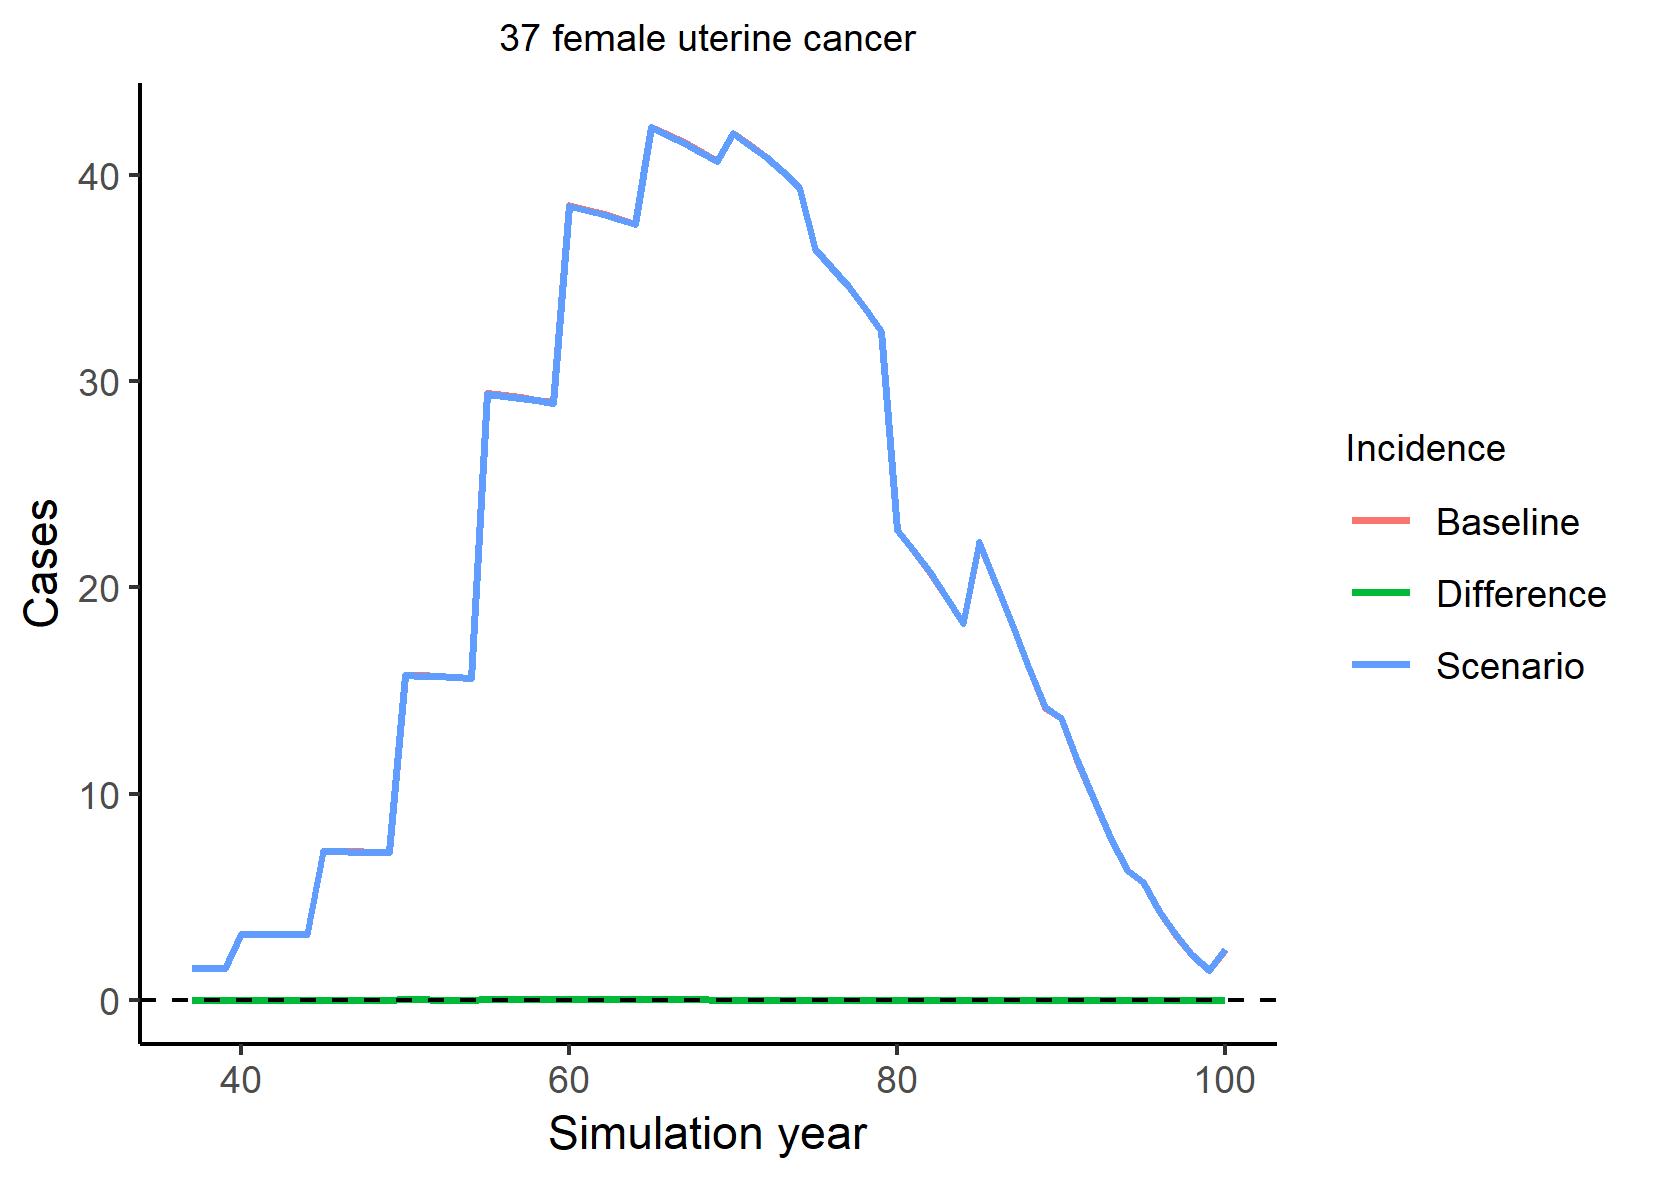 37 female uterine cancer
Cases
40
30
20
10
0
40 60 80 100
Simulation year
Incidence
Baseline
Difference
Scenario